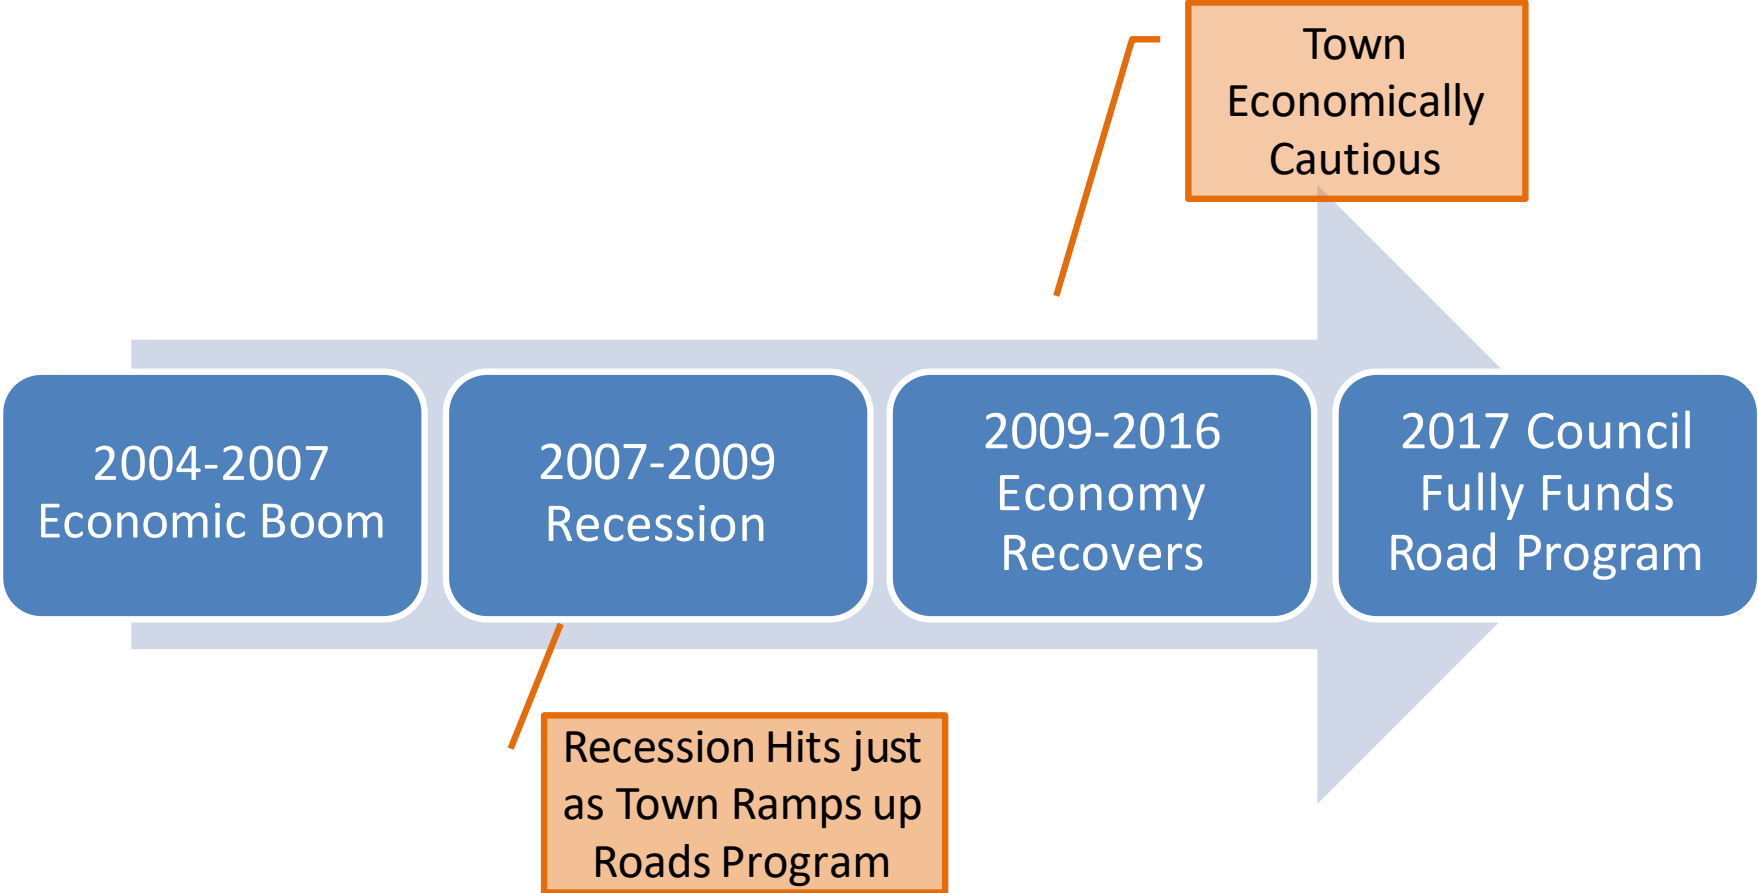 Town
Economically
Cautious
2004-2007
Economic Boom
2007-2009
Recession
2009-2016
Economy
Recovers
2017 Council
Fully Funds
Road Program
Recession Hits just
as Town Ramps up
Roads Program